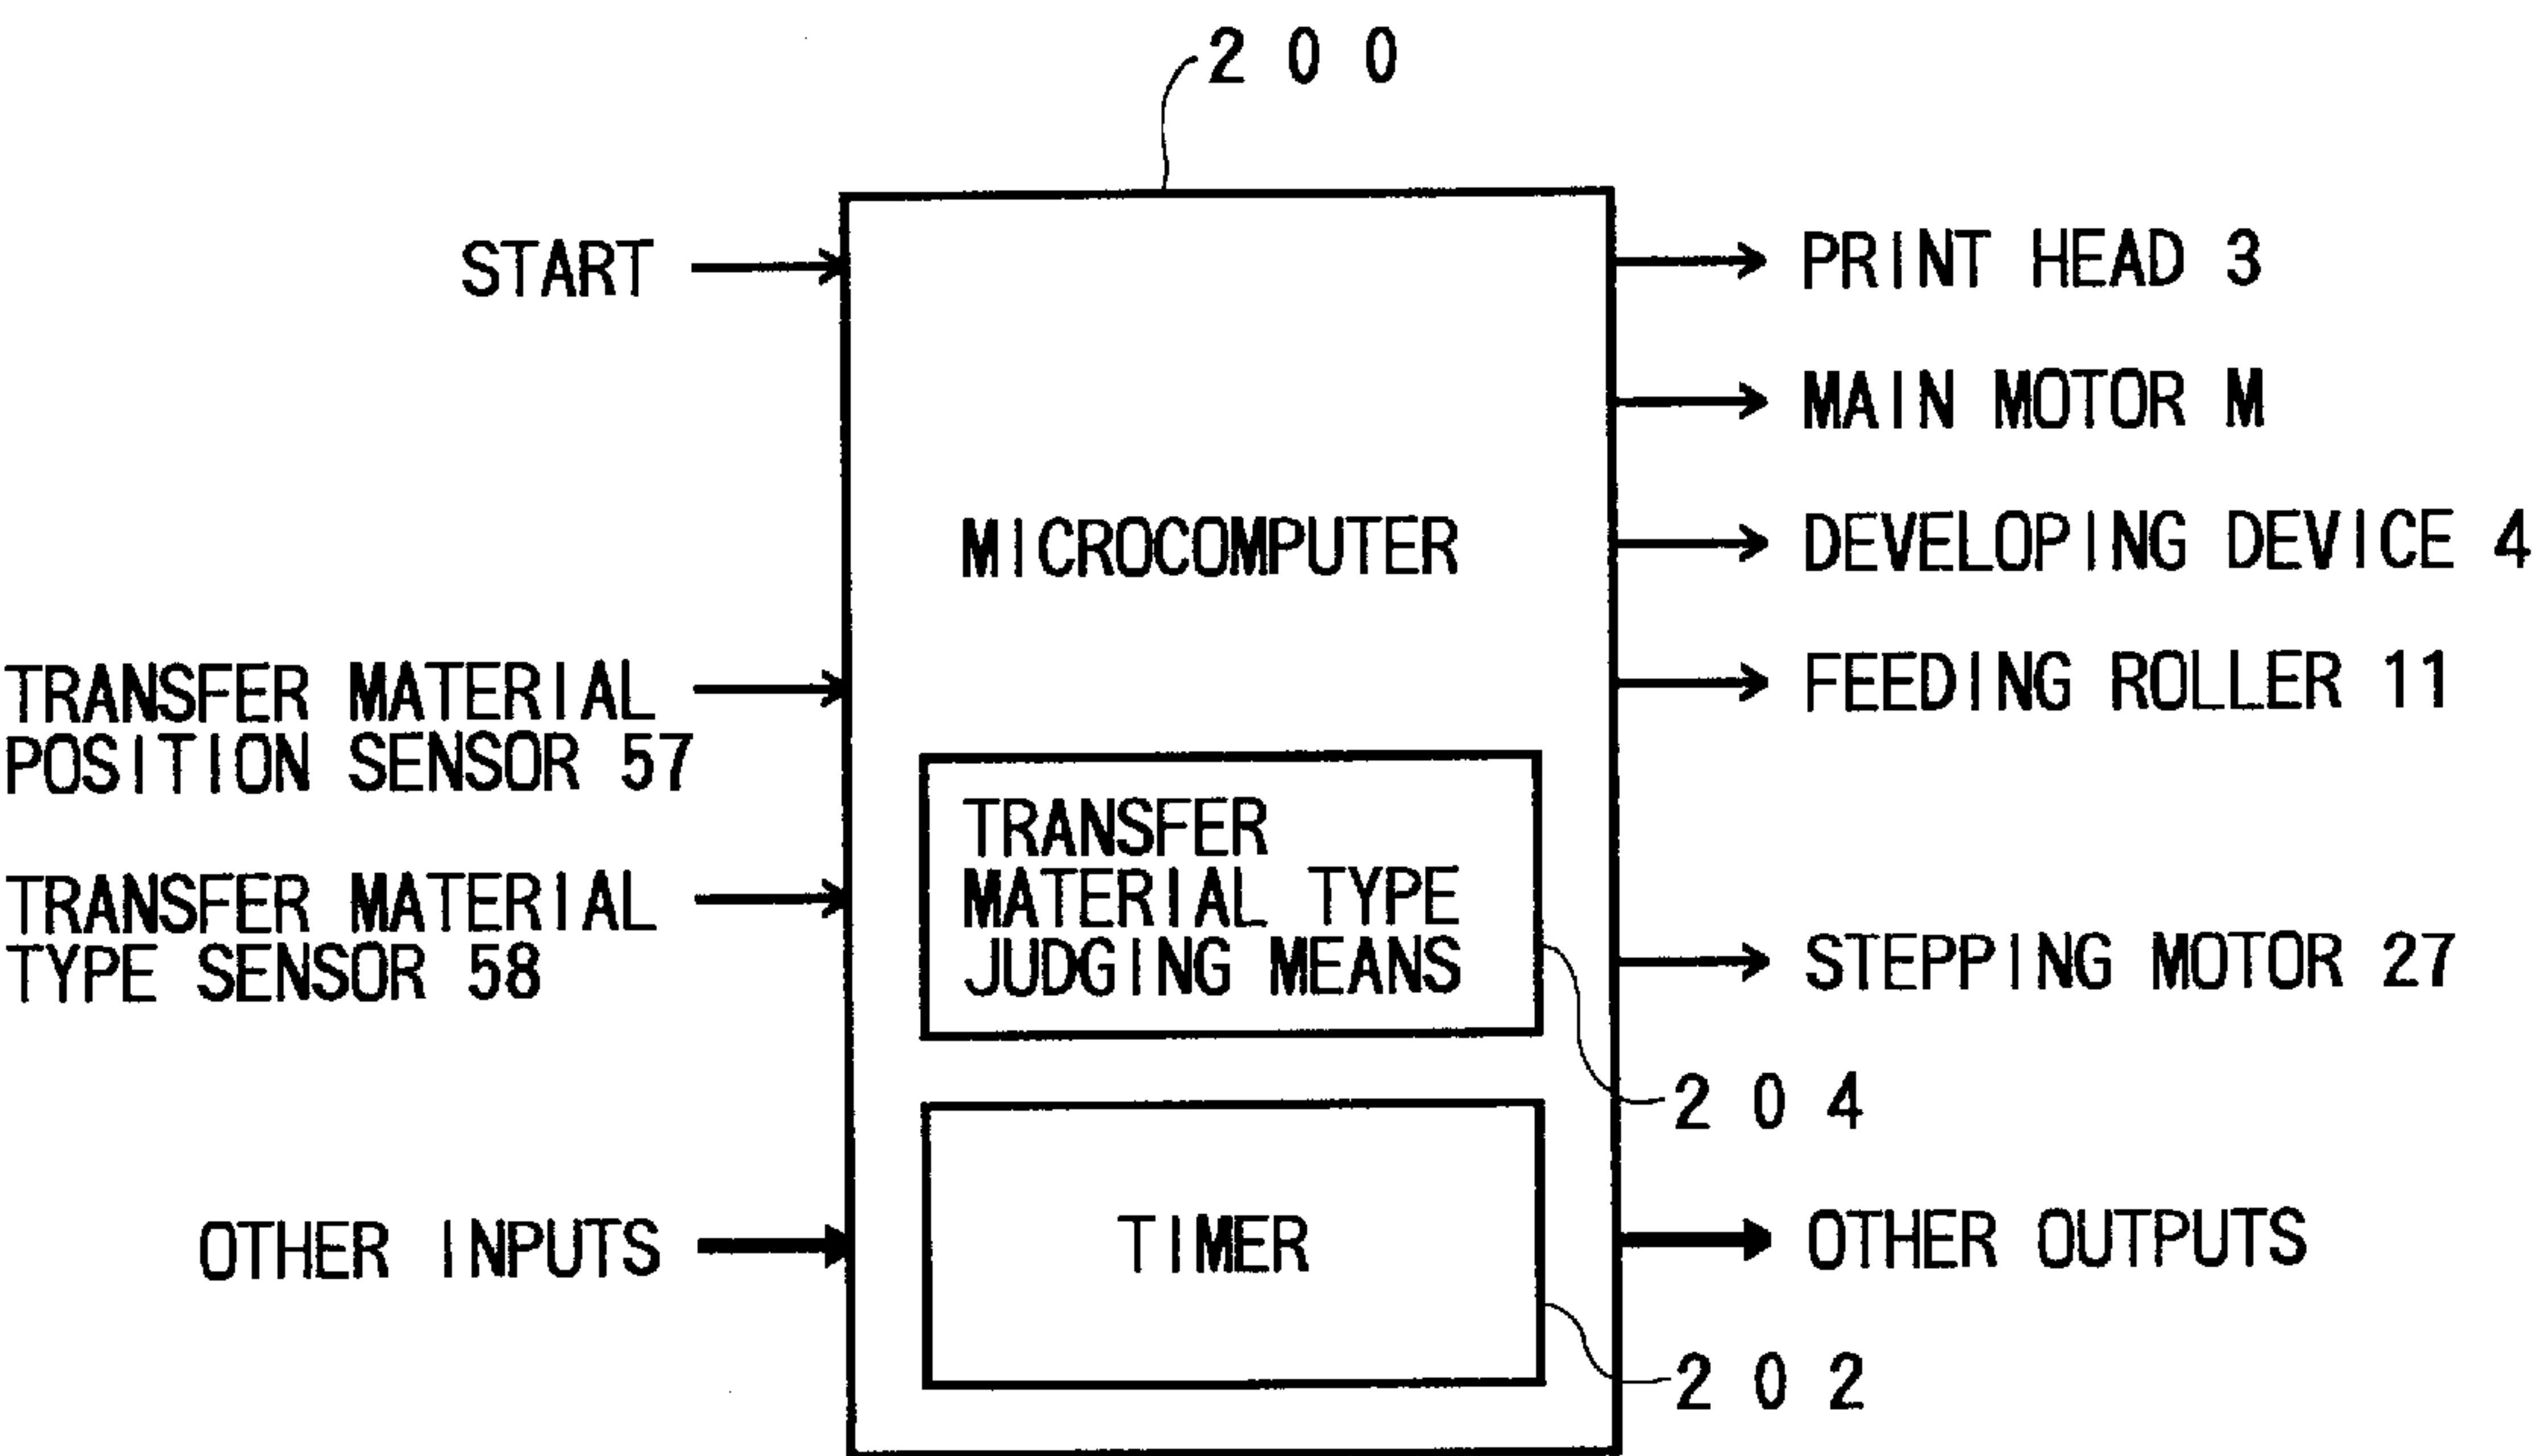 200
START
PRINT HEAD 3
MAIN MOTOR M
MICROCOMPUTER
DEVELOPING DEVICE 4
TRANSFER MATERIAL
POSITION SENSOR 57
FEEDING ROLLER 11
TRANSFER
MATERIAL TYPE
JUDGING MEANS
TRANSFER MATERIAL
TYPE SENSOR 58
STEPPING MOTOR 27
204
OTHER INPUTS
TIMER
OTHER OUTPUTS
202